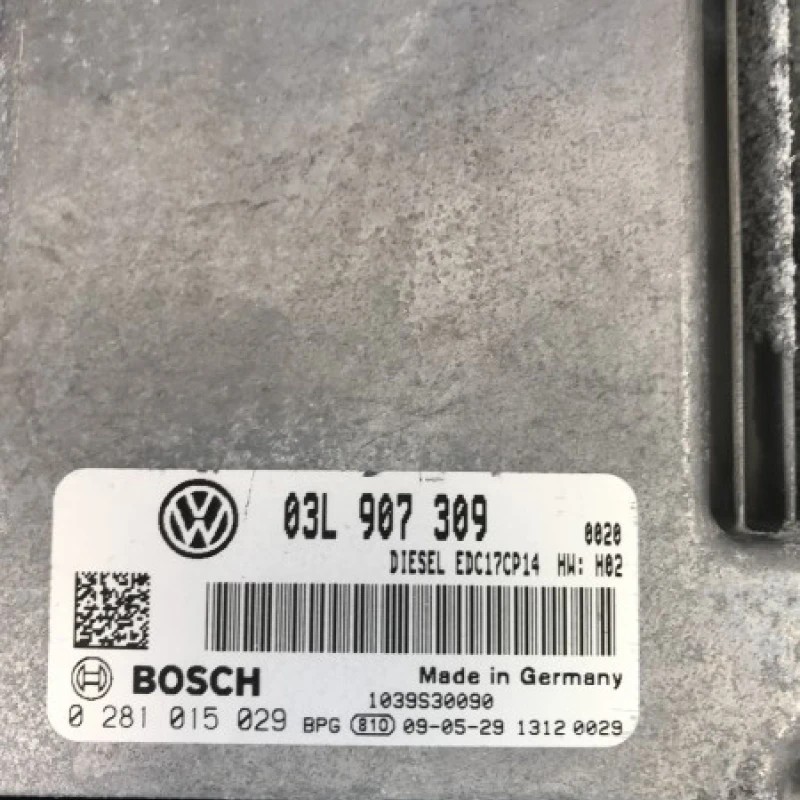 03L 907 309
0020
DIESEL EDC17CP14 HW: H02
BOSCH
Made in Germany
1039S30090
0 281 015 029 BPG 810 09-05-29 1312 0029